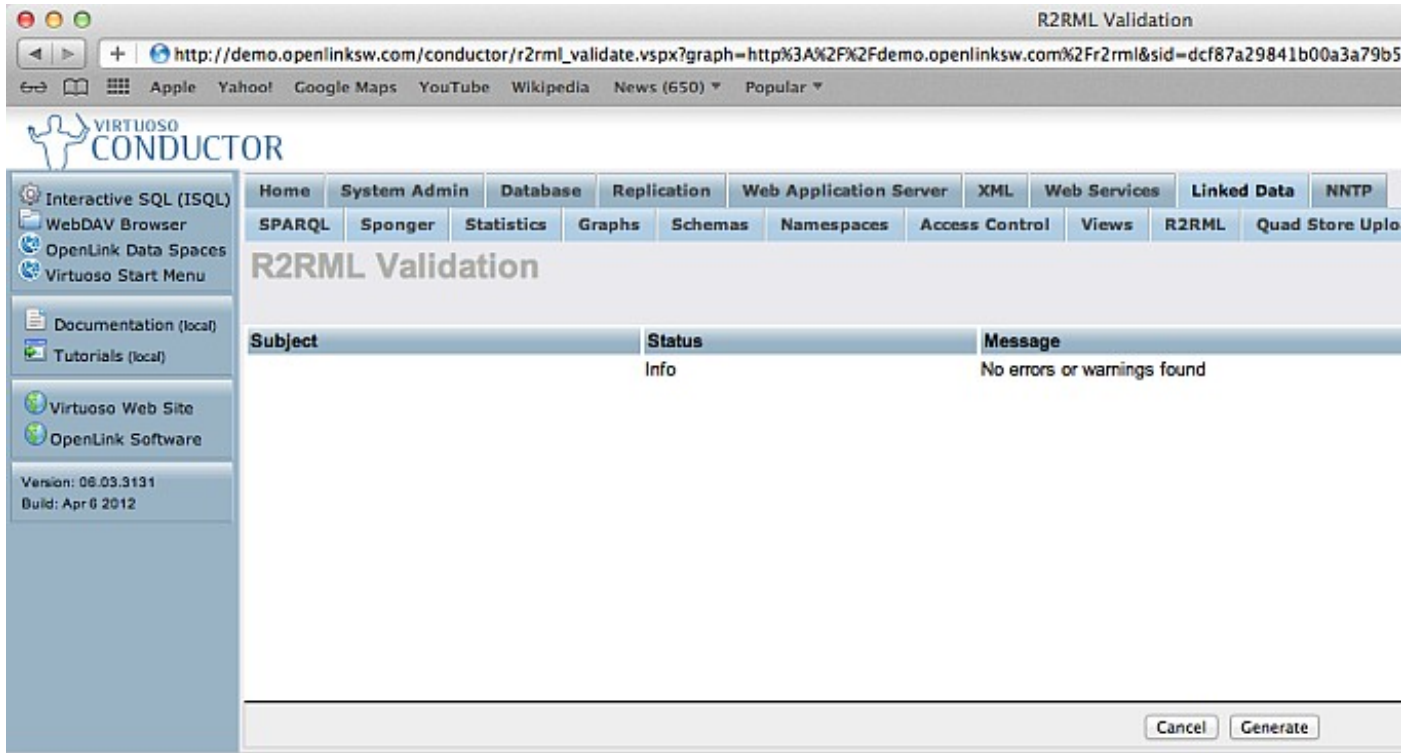 R2RML Validation
http://demo.openlinksw.com/conductor/r2rml_validate.vspx?graph=http%3A%2F%2Fdemo.openlinksw.com%2Fr2rml&sid=dcf87a29841b00a3a79b5
Apple Yahoo! Google Maps YouTube Wikipedia News (650) Popular
VIRTUOSO
CONDUCTOR
Interactive SQL (ISQL)
WebDAV Browser
OpenLink Data Spaces
Virtuoso Start Menu
Documentation (local)
Tutorials (local)
Virtuoso Web Site
OpenLink Software
Version: 06.03.3131
Build: Apr 6 2012
Home System Admin Database Replication Web Application Server XML Web Services Linked Data NNTP
SPARQL Sponger Statistics Graphs Schemas Namespaces Access Control Views R2RML Quad Store Uplo
R2RML Validation
Subject Status Message
Info No errors or warnings found
Cancel Generate